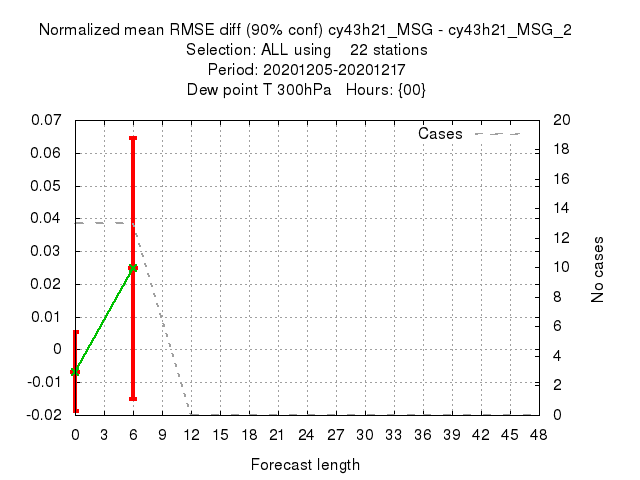 Normalized mean RMSE diff (90% conf) cy43h21_MSG - cy43h21_MSG_2
Selection: ALL using    22 stations
Period: 20201205-20201217
Dew point T 300hPa   Hours: {00}
Cases
0.07
0.06
0.05
0.04
0.03
0.02
0.01
0
-0.01
-0.02
20
18
16
14
12
10
8
6
4
2
0
No cases
0 3 6 9 12 15 18 21 24 27 30 33 36 39 42 45 48
Forecast length